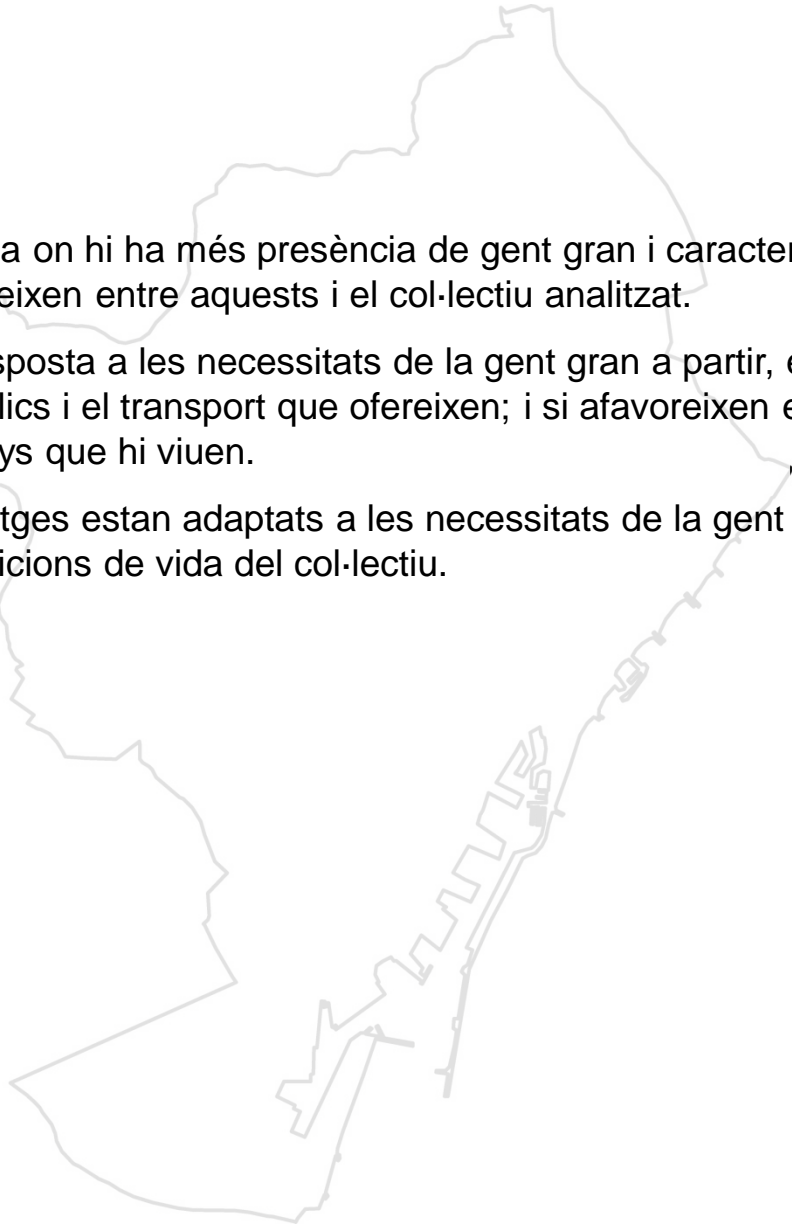 a on hi ha més presència de gent gran i caracter
eixen entre aquests i el col·lectiu analitzat.
sposta a les necessitats de la gent gran a partir, e
lics i el transport que ofereixen; i si afavoreixen e
ys que hi viuen.
tges estan adaptats a les necessitats de la gent
icions de vida del col·lectiu.